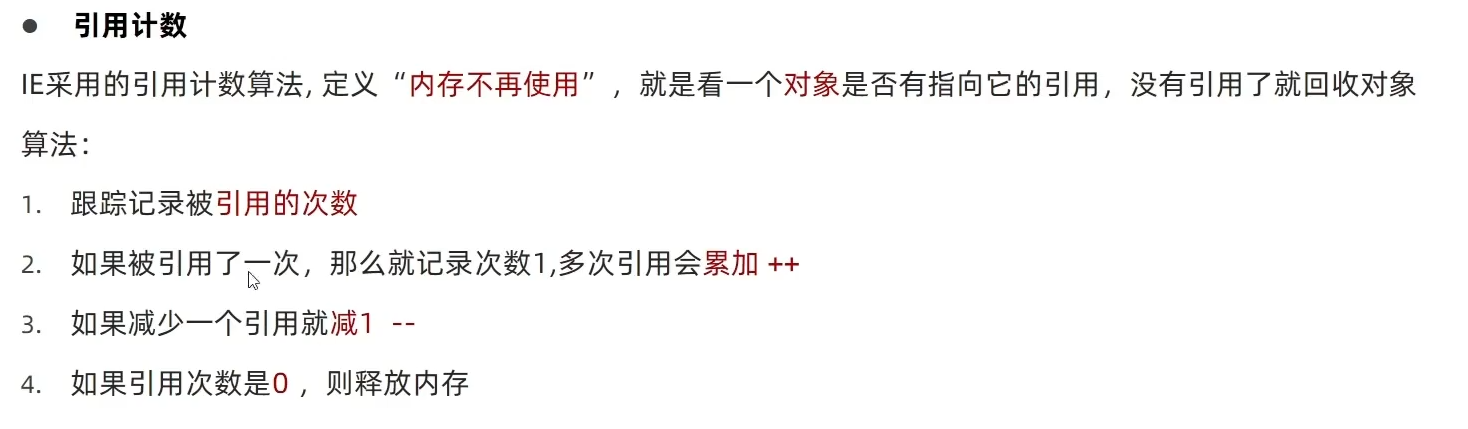 ● 引用计数
IE采用的引用计数算法, 定义“内存不再使用”，就是看一个对象是否有指向它的引用，没有引用了就回收对象
算法：
1. 跟踪记录被引用的次数
2. 如果被引用了一次，那么就记录次数1,多次引用会累加 ++
3. 如果减少一个引用就减1 --
4. 如果引用次数是0 ，则释放内存